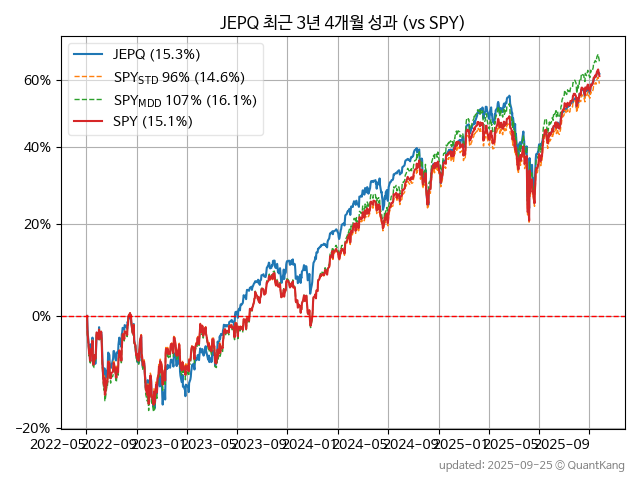 JEPQ 최근 3년 4개월 성과 (vs SPY)
JEPQ (15.3%)
SPY_STD 96% (14.6%)
SPY_MDD 107% (16.1%)
SPY (15.1%)
60%
40%
20%
0%
−20%
2022-05 2022-09 2023-01 2023-05 2023-09 2024-01 2024-05 2024-09 2025-01 2025-05 2025-09
updated: 2025-09-25 © QuantKang